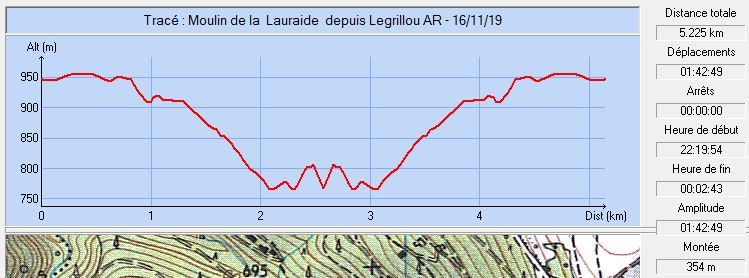 Tracé : Moulin de la Lauraide depuis Legrillou AR - 16/11/19
Alt (m)
950
900
850
800
750
0 1 2 3 4 Dist (km)
695
Distance totale
5.225 km
Déplacements
01:42:49
Arrêts
00:00:00
Heure de début
22:19:54
Heure de fin
00:02:43
Amplitude
01:42:49
Montée
354 m